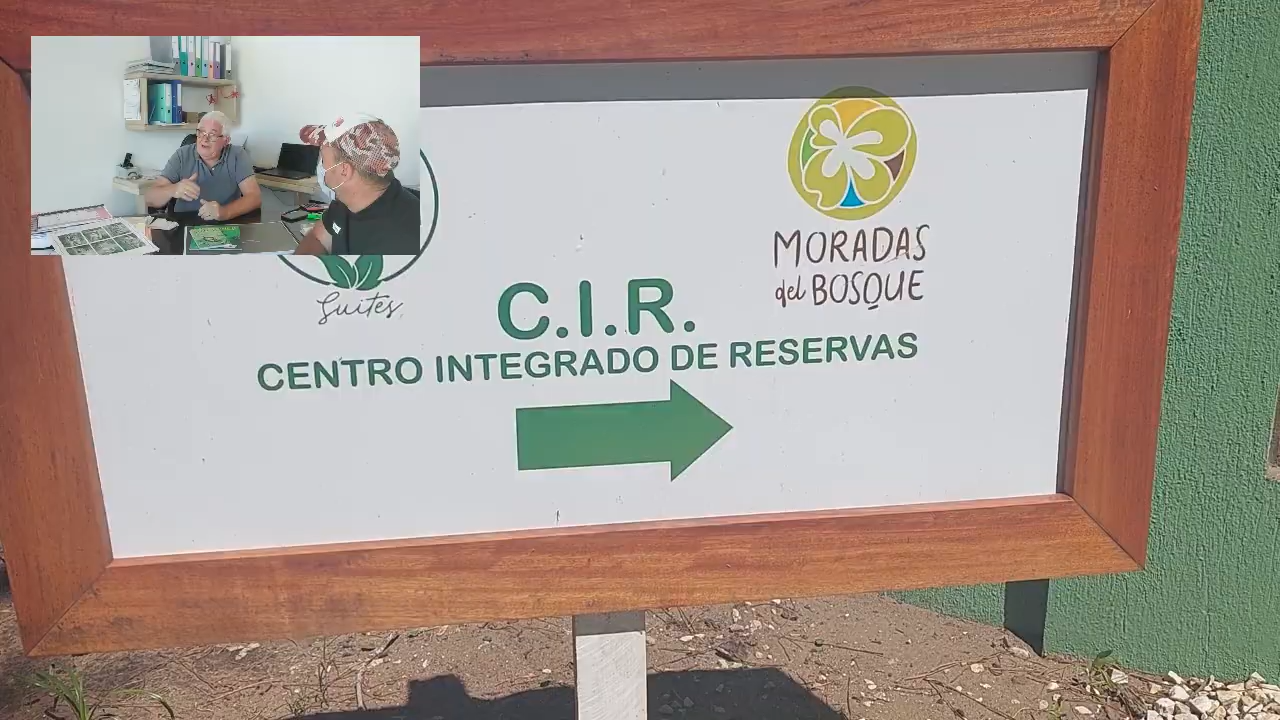 Suites
MORADAS
del BOSQUE
C.I.R.
CENTRO INTEGRADO DE RESERVAS